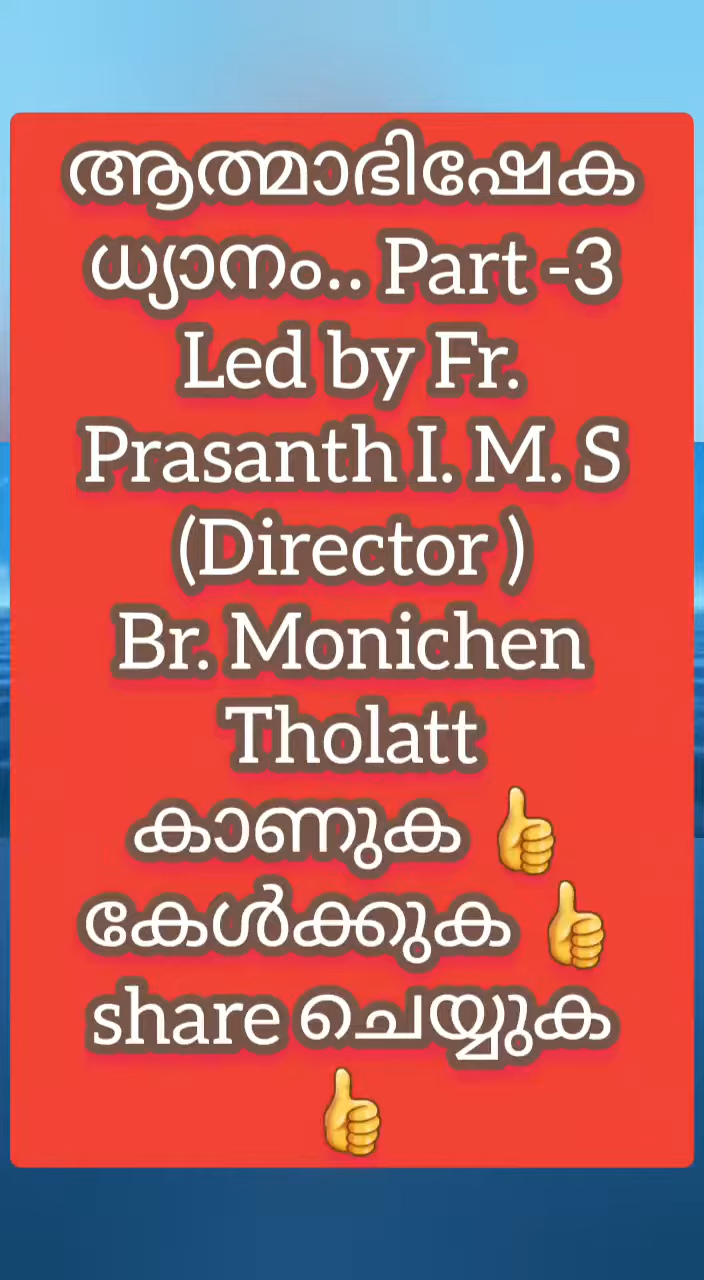 ആത്മാഭിഷേക
ധ്യാനം.. Part -3
Led by Fr.
Prasanth I. M. S
(Director )
Br. Monichen
Tholatt
കാണുക 👍
കേൾക്കുക 👍
share ചെയ്യുക
👍